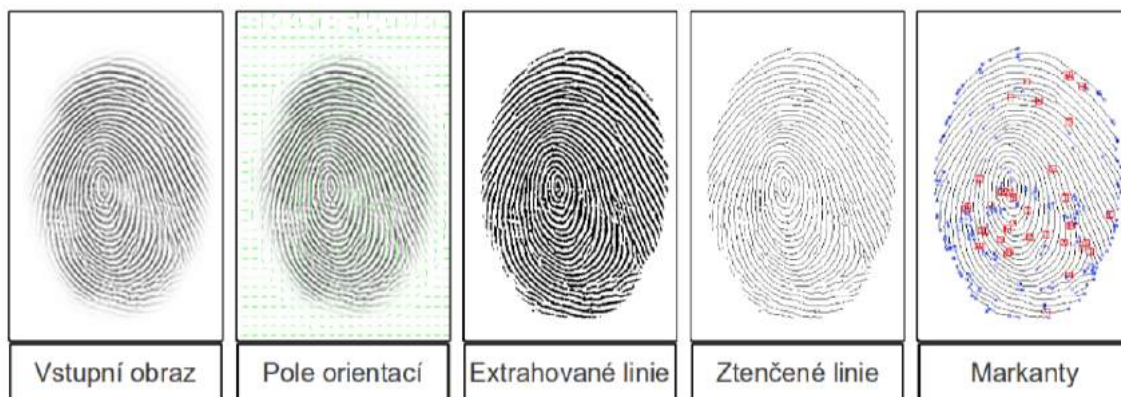 Vstupní obraz
Pole orientací
Extrahované linie
Ztenčené linie
Markanty